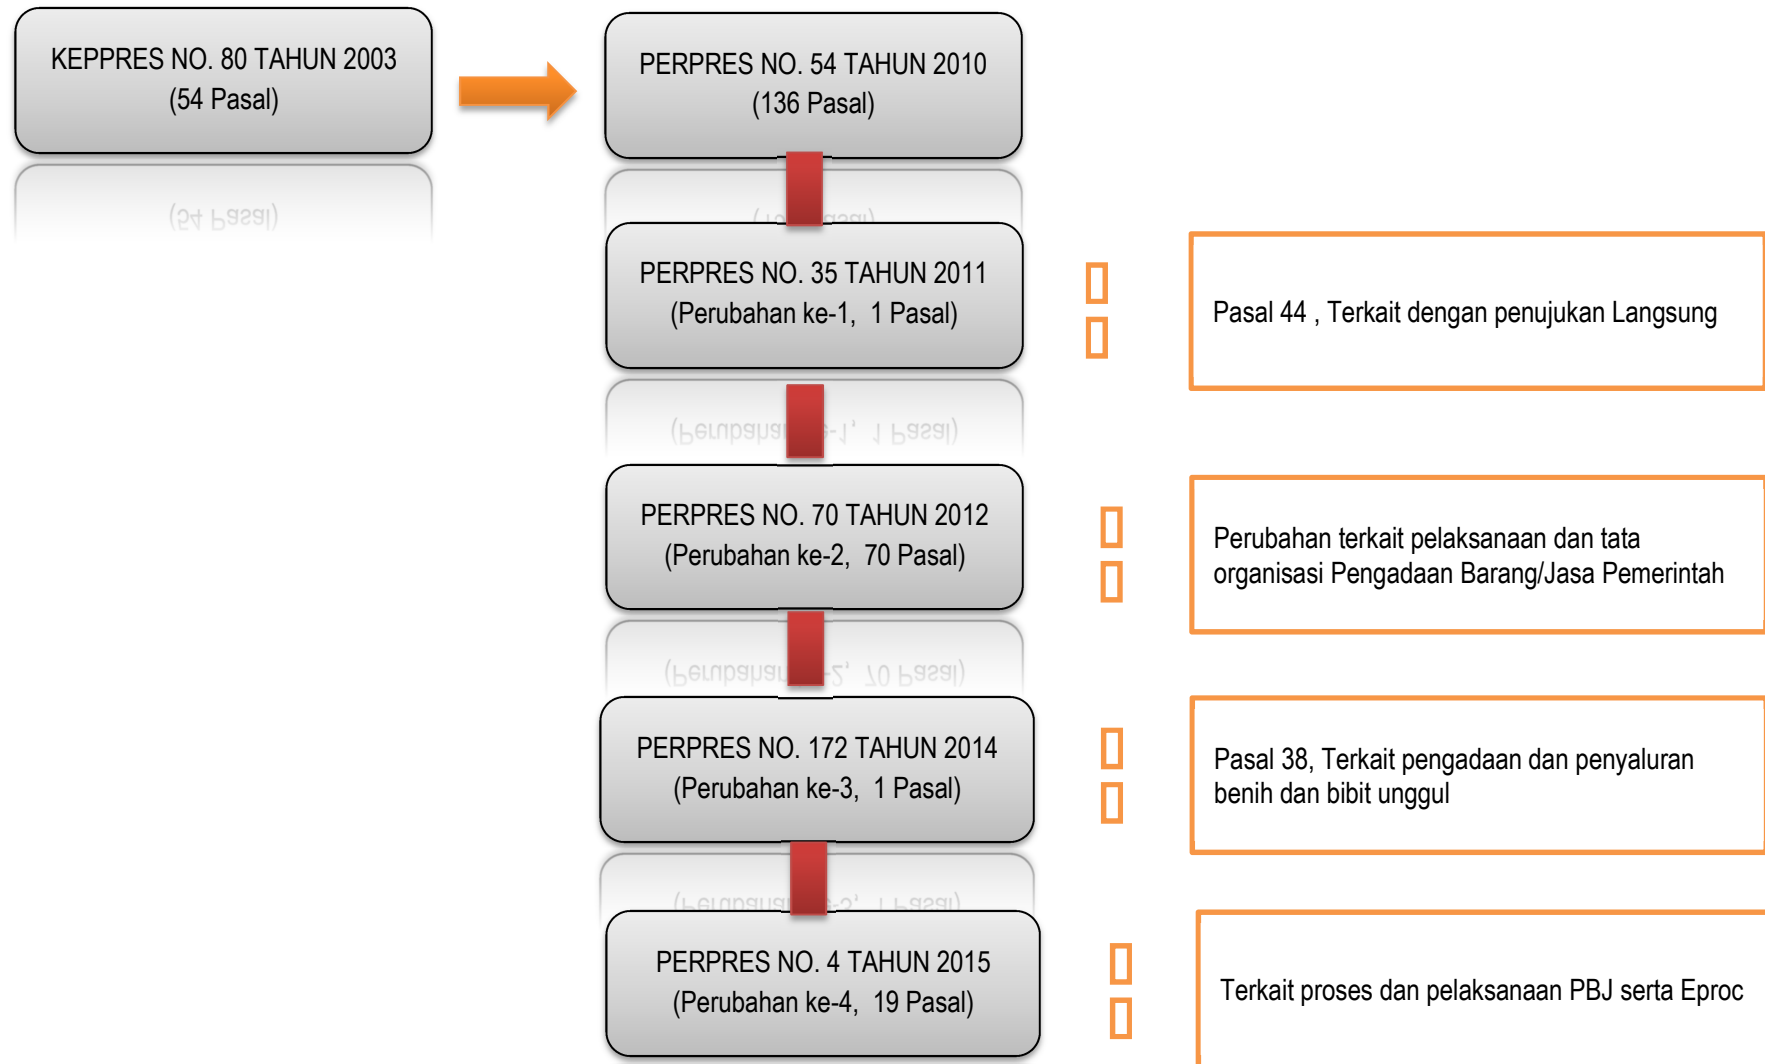 KEPPRES NO. 80 TAHUN 2003
(54 Pasal)
PERPRES NO. 54 TAHUN 2010
(136 Pasal)
PERPRES NO. 35 TAHUN 2011
(Perubahan ke-1, 1 Pasal)
Pasal 44 , Terkait dengan penujukan Langsung
PERPRES NO. 70 TAHUN 2012
(Perubahan ke-2, 70 Pasal)
Perubahan terkait pelaksanaan dan tata
organisasi Pengadaan Barang/Jasa Pemerintah
PERPRES NO. 172 TAHUN 2014
(Perubahan ke-3, 1 Pasal)
Pasal 38, Terkait pengadaan dan penyaluran
benih dan bibit unggul
PERPRES NO. 4 TAHUN 2015
(Perubahan ke-4, 19 Pasal)
Terkait proses dan pelaksanaan PBJ serta Eproc